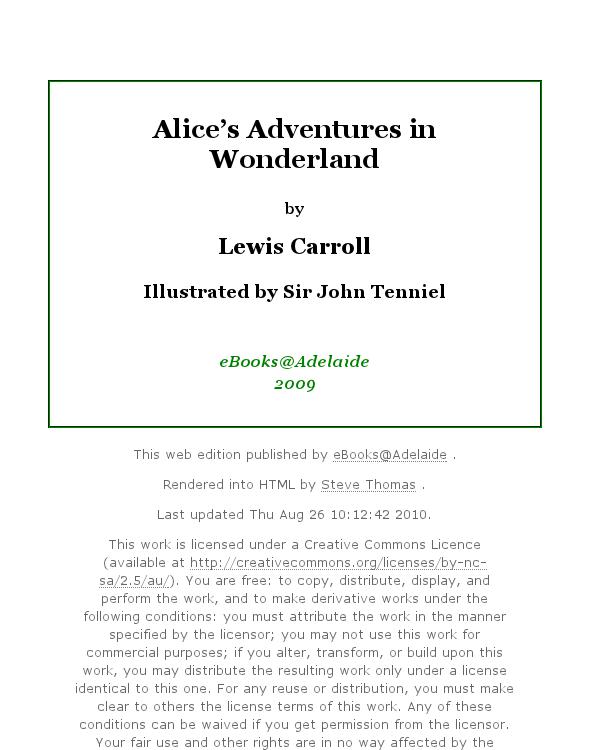 Alice’s Adventures in
Wonderland
by
Lewis Carroll
Illustrated by Sir John Tenniel
eBooks@Adelaide
2009
This web edition published by eBooks@Adelaide .
Rendered into HTML by Steve Thomas .
Last updated Thu Aug 26 10:12:42 2010.
This work is licensed under a Creative Commons Licence
(available at http://creativecommons.org/licenses/by-nc-
sa/2.5/au/). You are free: to copy, distribute, display, and
perform the work, and to make derivative works under the
following conditions: you must attribute the work in the manner
specified by the licensor; you may not use this work for
commercial purposes; if you alter, transform, or build upon this
work, you may distribute the resulting work only under a license
identical to this one. For any reuse or distribution, you must make
clear to others the license terms of this work. Any of these
conditions can be waived if you get permission from the licensor.
Your fair use and other rights are in no way affected by the